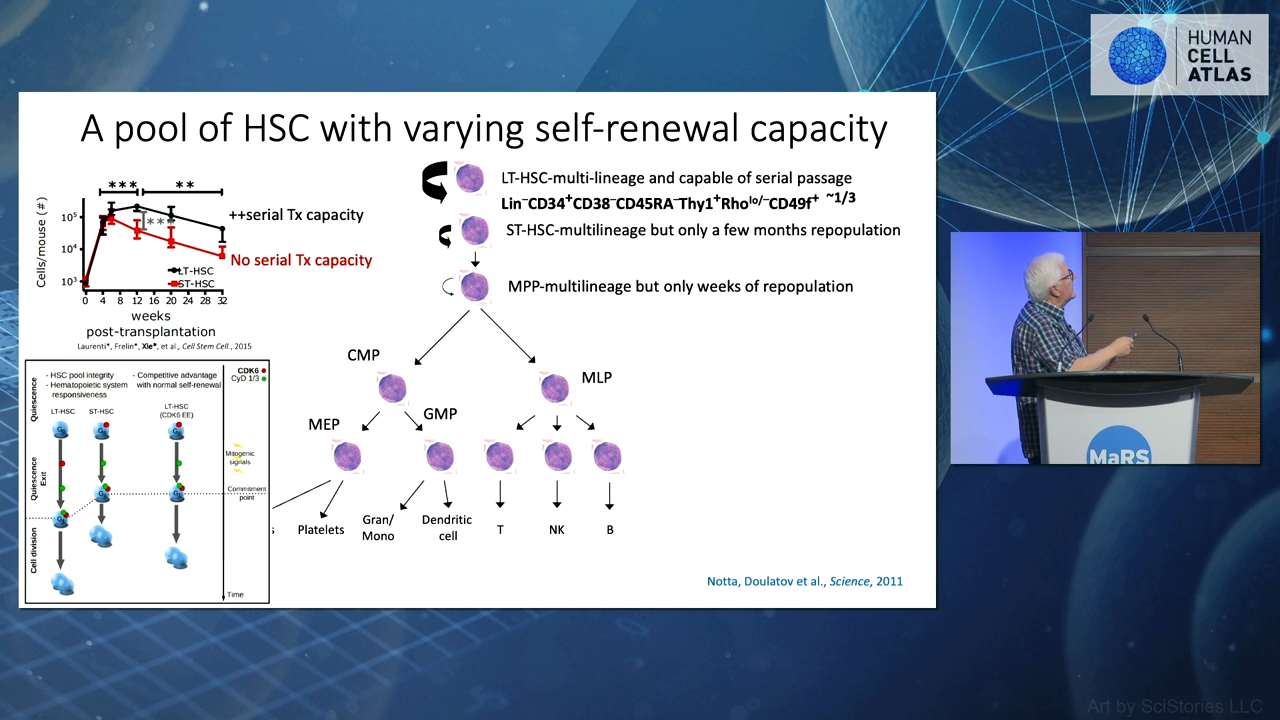 HUMAN
CELL
ATLAS
A pool of HSC with varying self-renewal capacity
***
**
***
Cells/mouse (#)
10⁵
10⁴
10³
LT-HSC
ST-HSC
0 4 8 12 16 20 24 28 32
weeks
post-transplantation
++serial Tx capacity
No serial Tx capacity
Laurenti*, Frelin*, Xie*, et al., Cell Stem Cell., 2015
LT-HSC-multi-lineage and capable of serial passage
Lin⁻CD34⁺CD38⁻CD45RA⁻Thy1⁺Rholo/⁻CD49f⁺ ~1/3
ST-HSC-multilineage but only a few months repopulation
MPP-multilineage but only weeks of repopulation
CMP
MLP
MEP
GMP
s
Platelets
Gran/
Mono
Dendritic
cell
T
NK
B
Notta, Doulatov et al., Science, 2011
Quiescence
Quiescence
Exit
Cell division
- HSC pool integrity
- Hematopoietic system
responsiveness
- Competitive advantage
with normal self-renewal
CDK6
CyD 1/3
LT-HSC
ST-HSC
LT-HSC
(CDK6 EE)
Mitogenic
signals
Commitment
point
Time
MaRS
Art by SciStories LLC